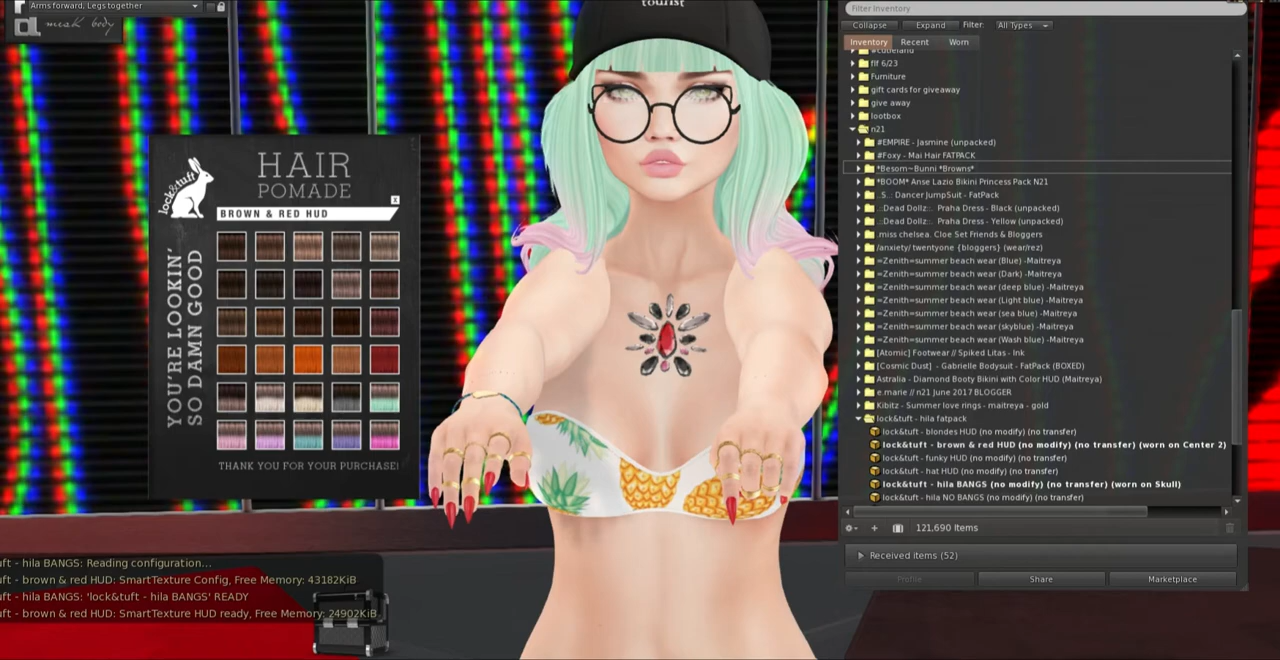 Arms forward, Legs together
mesh body
tourist
lock&tuft
HAIR
POMADE
BROWN & RED HUD
YOU'RE LOOKIN'
SO DAMN GOOD
THANK YOU FOR YOUR PURCHASE!
uft - hila BANGS: Reading configuration...
uft - brown & red HUD: SmartTexture Config, Free Memory: 43182KiB
uft - hila BANGS: 'lock&tuft - hila BANGS' READY
uft - brown & red HUD: SmartTexture HUD ready, Free Memory: 24902KiB
Filter Inventory
Collapse Expand Filter: All Types
Inventory Recent Worn
flf 6/23
Furniture
gift cards for giveaway
give away
lootbox
n21
#EMPIRE - Jasmine (unpacked)
#Foxy - Mai Hair FATPACK
*Besom~Bunni *Browns*
*BOOM* Anse Lazio Bikini Princess Pack N21
.:S.: Dancer JumpSuit - FatPack
.:Dead Dollz:. Praha Dress - Black (unpacked)
.:Dead Dollz:. Praha Dress - Yellow (unpacked)
.miss chelsea. Cloe Set Friends & Bloggers
/anxiety/ twentyone {bloggers} (wear/rez)
=Zenith=summer beach wear (Blue) -Maitreya
=Zenith=summer beach wear (Dark) -Maitreya
=Zenith=summer beach wear (deep blue) -Maitreya
=Zenith=summer beach wear (Light blue) -Maitreya
=Zenith=summer beach wear (sea blue) -Maitreya
=Zenith=summer beach wear (skyblue) -Maitreya
=Zenith=summer beach wear (Wash blue) -Maitreya
[Atomic] Footwear // Spiked Litas - Ink
[Cosmic Dust] - Gabrielle Bodysuit - FatPack (BOXED)
Astralia - Diamond Booty Bikini with Color HUD (Maitreya)
e.marie // n21 June 2017 BLOGGER
Kibitz - Summer love rings - maitreya - gold
lock&tuft - hila fatpack
lock&tuft - blondes HUD (no modify) (no transfer)
lock&tuft - brown & red HUD (no modify) (no transfer) (worn on Center 2)
lock&tuft - funky HUD (no modify) (no transfer)
lock&tuft - hat HUD (no modify) (no transfer)
lock&tuft - hila BANGS (no modify) (no transfer) (worn on Skull)
lock&tuft - hila NO BANGS (no modify) (no transfer)
121,690 Items
Received items (52)
Profile Share Marketplace